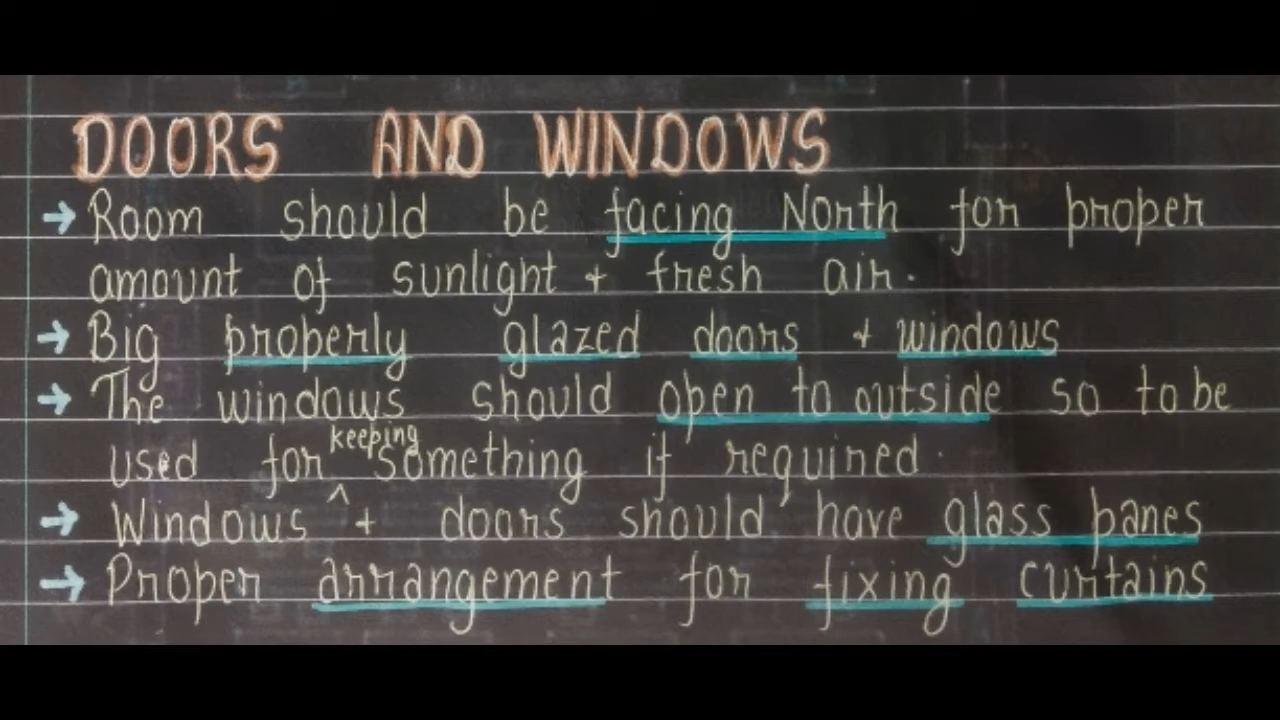 DOORS AND WINDOWS
→ Room should be facing North for proper
amount of sunlight + fresh air.
→ Big properly glazed doors + windows
→ The windows should open to outside so to be
used for ^keeping something if required.
→ Windows + doors should have glass panes
→ Proper arrangement for fixing curtains